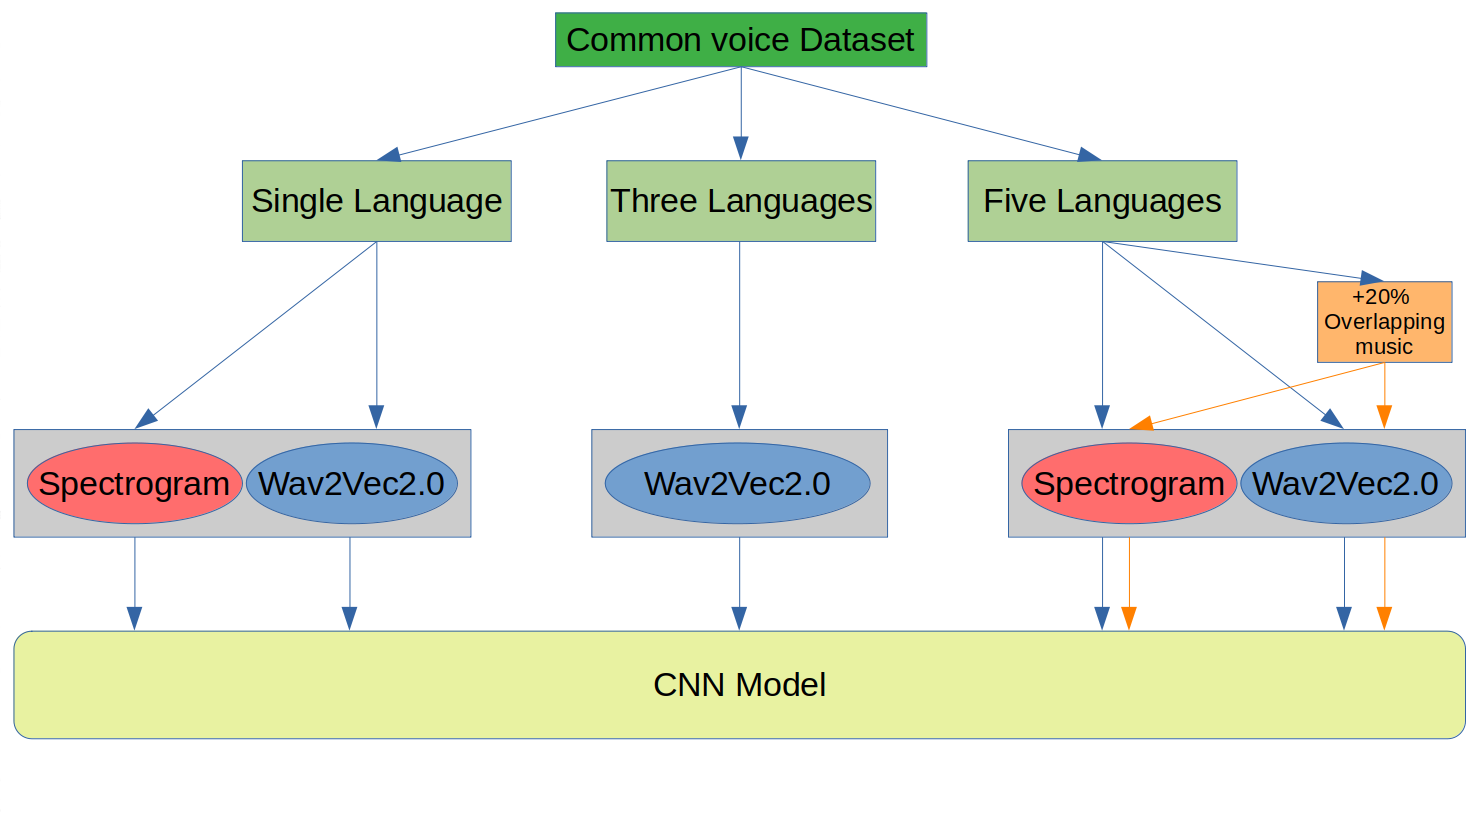 Common voice Dataset
Single Language
Three Languages
Five Languages
+20%
Overlapping
music
Spectrogram
Wav2Vec2.0
Wav2Vec2.0
Spectrogram
Wav2Vec2.0
CNN Model